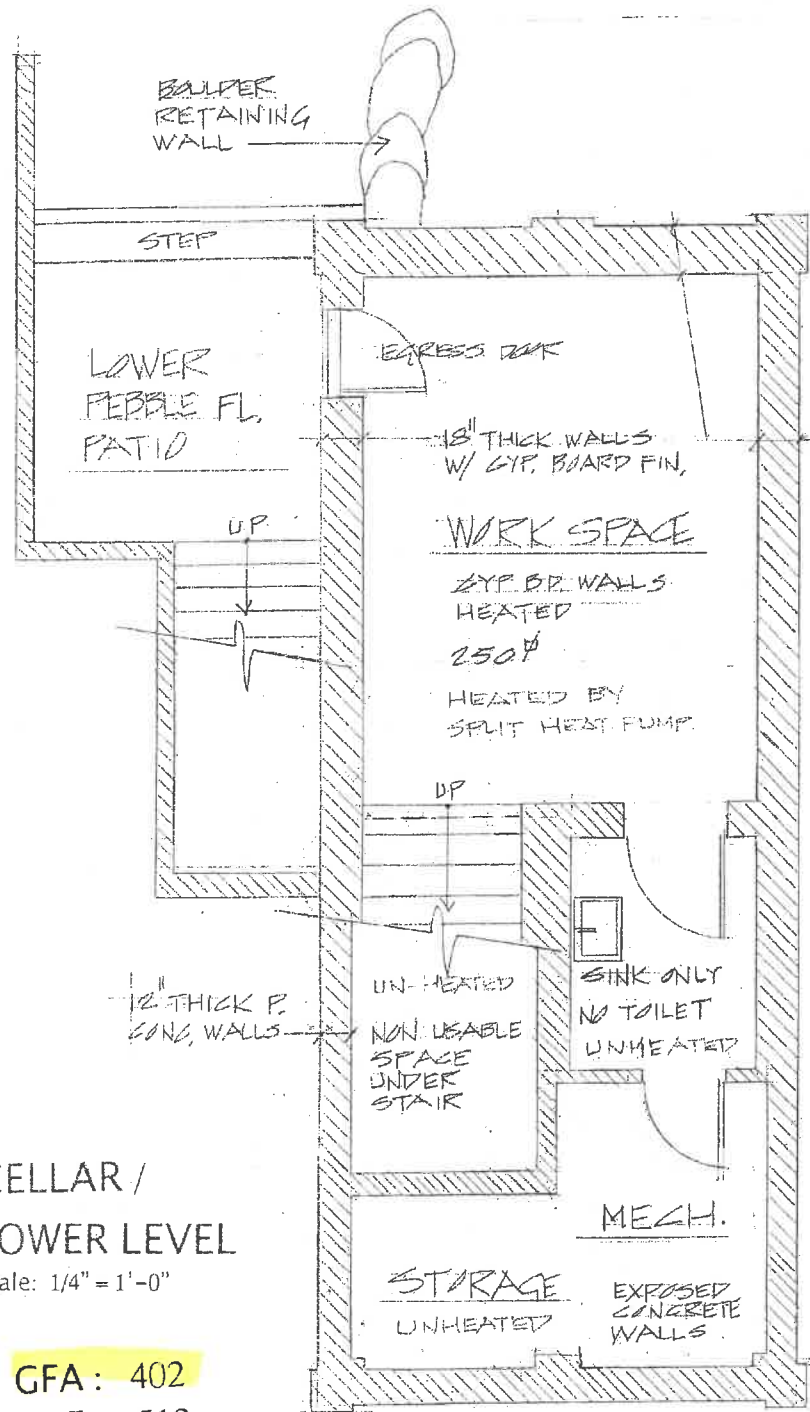 BOULDER
RETAINING
WALL
STEP
LOWER
PEBBLE FL.
PATIO
EGRESS DOOR
18" THICK WALLS
W/ GYP. BOARD FIN.
UP
WORK SPACE
GYP BD. WALLS
HEATED
250
HEATED BY
SPLIT HEAT PUMP.
UP
12" THICK P.
CONC. WALLS
UN-HEATED
NON USABLE
SPACE
UNDER
STAIR
SINK ONLY
NO TOILET
UNHEATED
MECH.
EXPOSED
CONCRETE
WALLS
STORAGE
UNHEATED
ELLAR /
OWER LEVEL
ale: 1/4" = 1'-0"
GFA: 402